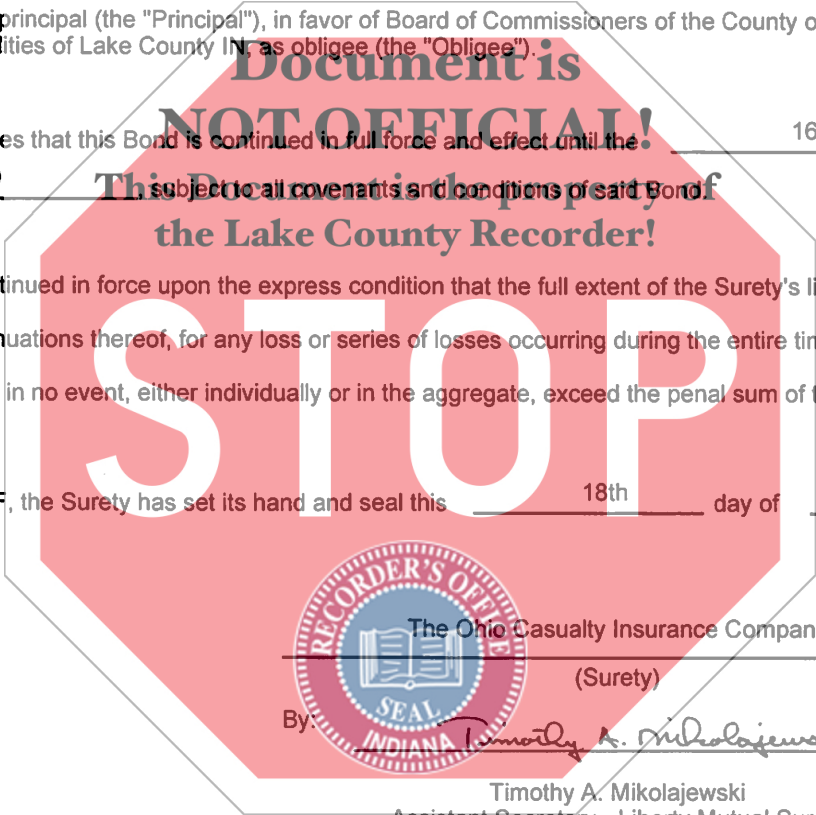 principal (the "Principal"), in favor of Board of Commissioners of the County o
ities of Lake County IN, as obligee (the "Obligee").
Document is
NOT OFFICIAL!
es that this Bond is continued in full force and effect until the 16
This Document is the property of
, subject to all covenants and conditions of said Bond.
the Lake County Recorder!
tinued in force upon the express condition that the full extent of the Surety's li
uations thereof, for any loss or series of losses occurring during the entire tim
in no event, either individually or in the aggregate, exceed the penal sum of t
STOP
F, the Surety has set its hand and seal this 18th day of
RECORDER'S OFFICE
SEAL
INDIANA
The Ohio Casualty Insurance Compan
(Surety)
By: Timothy A. Mikolajews
Timothy A. Mikolajewski
Assistant Secretary - Liberty Mutual Sur